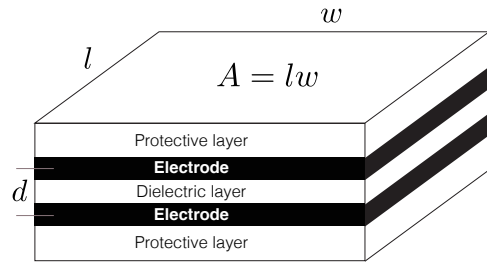 w
l
A = lw
Protective layer
Electrode
d
Dielectric layer
Electrode
Protective layer